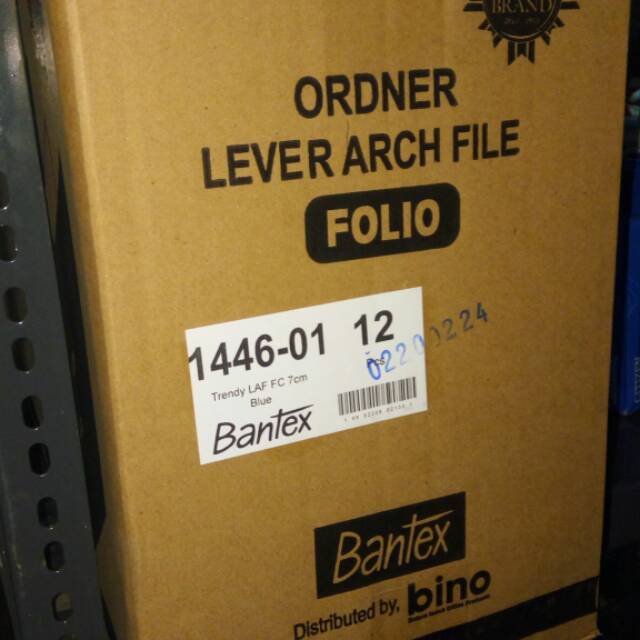 BRAND
ORDNER
LEVER ARCH FILE
FOLIO
1446-01 12
Trendy LAF FC 7cm
Blue
02200224
Bantex
Bantex
Distributed by, bino